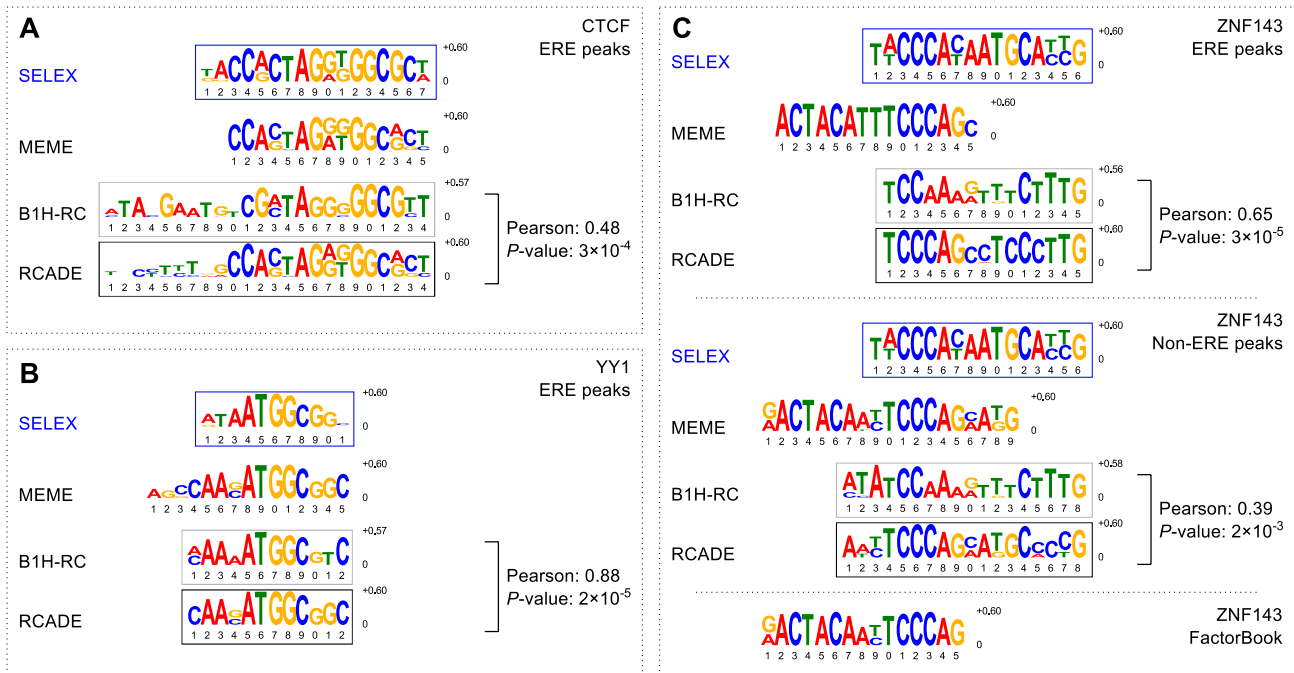 A
CTCF
ERE peaks
SELEX
TACCACTAGGTGGCGCT
+0.60
0
1 2 3 4 5 6 7 8 9 0 1 2 3 4 5 6 7
MEME
CCACTAGGGGGCACT
+0.60
0
1 2 3 4 5 6 7 8 9 0 1 2 3 4 5
B1H-RC
+0.57
0
1 2 3 4 5 6 7 8 9 0 1 2 3 4 5 6 7 8 9 0 1 2 3 4
RCADE
+0.60
0
1 2 3 4 5 6 7 8 9 0 1 2 3 4 5 6 7 8 9 0 1 2 3 4
Pearson: 0.48
P-value: 3×10-4
B
YY1
ERE peaks
SELEX
+0.60
0
1 2 3 4 5 6 7 8 9 0 1
MEME
AGCCAAGATGGCGGC
+0.60
0
1 2 3 4 5 6 7 8 9 0 1 2 3 4 5
B1H-RC
AAAAATGGCGTC
+0.57
0
1 2 3 4 5 6 7 8 9 0 1 2
RCADE
CAAGATGGCGGC
+0.60
0
1 2 3 4 5 6 7 8 9 0 1 2
Pearson: 0.88
P-value: 2×10-5
C
ZNF143
ERE peaks
SELEX
TACCCACAATGCATTG
+0.60
0
1 2 3 4 5 6 7 8 9 0 1 2 3 4 5 6
MEME
ACTACATTTCCCAGC
+0.60
0
1 2 3 4 5 6 7 8 9 0 1 2 3 4 5
B1H-RC
TCCAAGTTTCTTTG
+0.56
0
1 2 3 4 5 6 7 8 9 0 1 2 3 4 5
RCADE
TCCCAGCCTCCCTTG
+0.60
0
1 2 3 4 5 6 7 8 9 0 1 2 3 4 5
Pearson: 0.65
P-value: 3×10-5
ZNF143
Non-ERE peaks
SELEX
TACCCACAATGCATTG
+0.60
0
1 2 3 4 5 6 7 8 9 0 1 2 3 4 5 6
MEME
GACTACAATTCCCAGCATG
+0.60
0
1 2 3 4 5 6 7 8 9 0 1 2 3 4 5 6 7 8 9
B1H-RC
ATATCCAAAGTTTCTTTG
+0.58
0
1 2 3 4 5 6 7 8 9 0 1 2 3 4 5 6 7 8
RCADE
AATTCCCAGCATGCCCTG
+0.60
0
1 2 3 4 5 6 7 8 9 0 1 2 3 4 5 6 7 8
Pearson: 0.39
P-value: 2×10-3
ZNF143
FactorBook
GACTACAATTCCCAG
+0.60
0
1 2 3 4 5 6 7 8 9 0 1 2 3 4 5